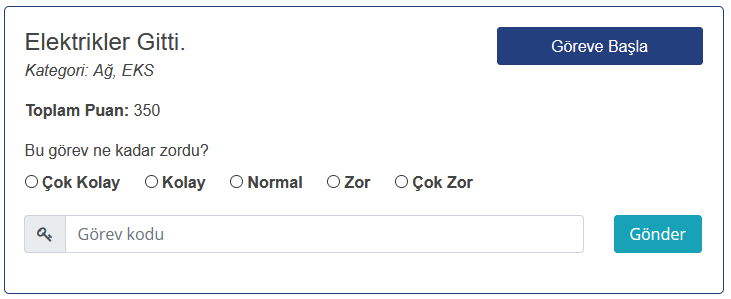 Elektrikler Gitti.
Göreve Başla
Kategori: Ağ, EKS
Toplam Puan: 350
Bu görev ne kadar zordu?
Çok Kolay Kolay Normal Zor Çok Zor
Görev kodu
Gönder